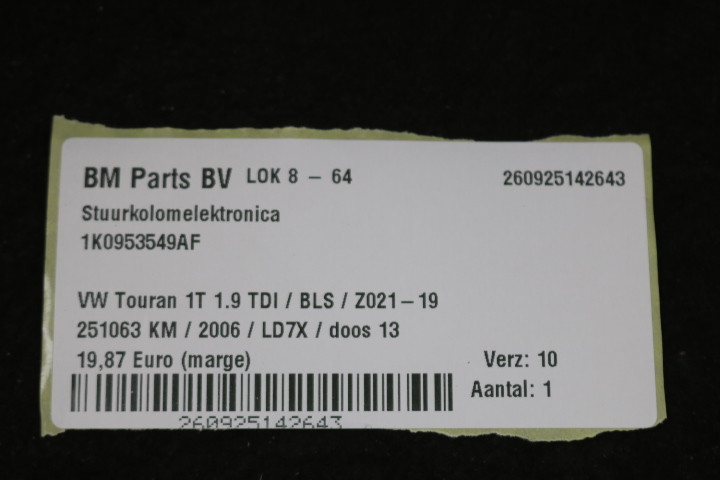 BM Parts BV LOK 8 - 64 260925142643
Stuurkolomelektronica
1K0953549AF
VW Touran 1T 1.9 TDI / BLS / Z021-19
251063 KM / 2006 / LD7X / doos 13
19,87 Euro (marge) Verz: 10
Aantal: 1
260925142643